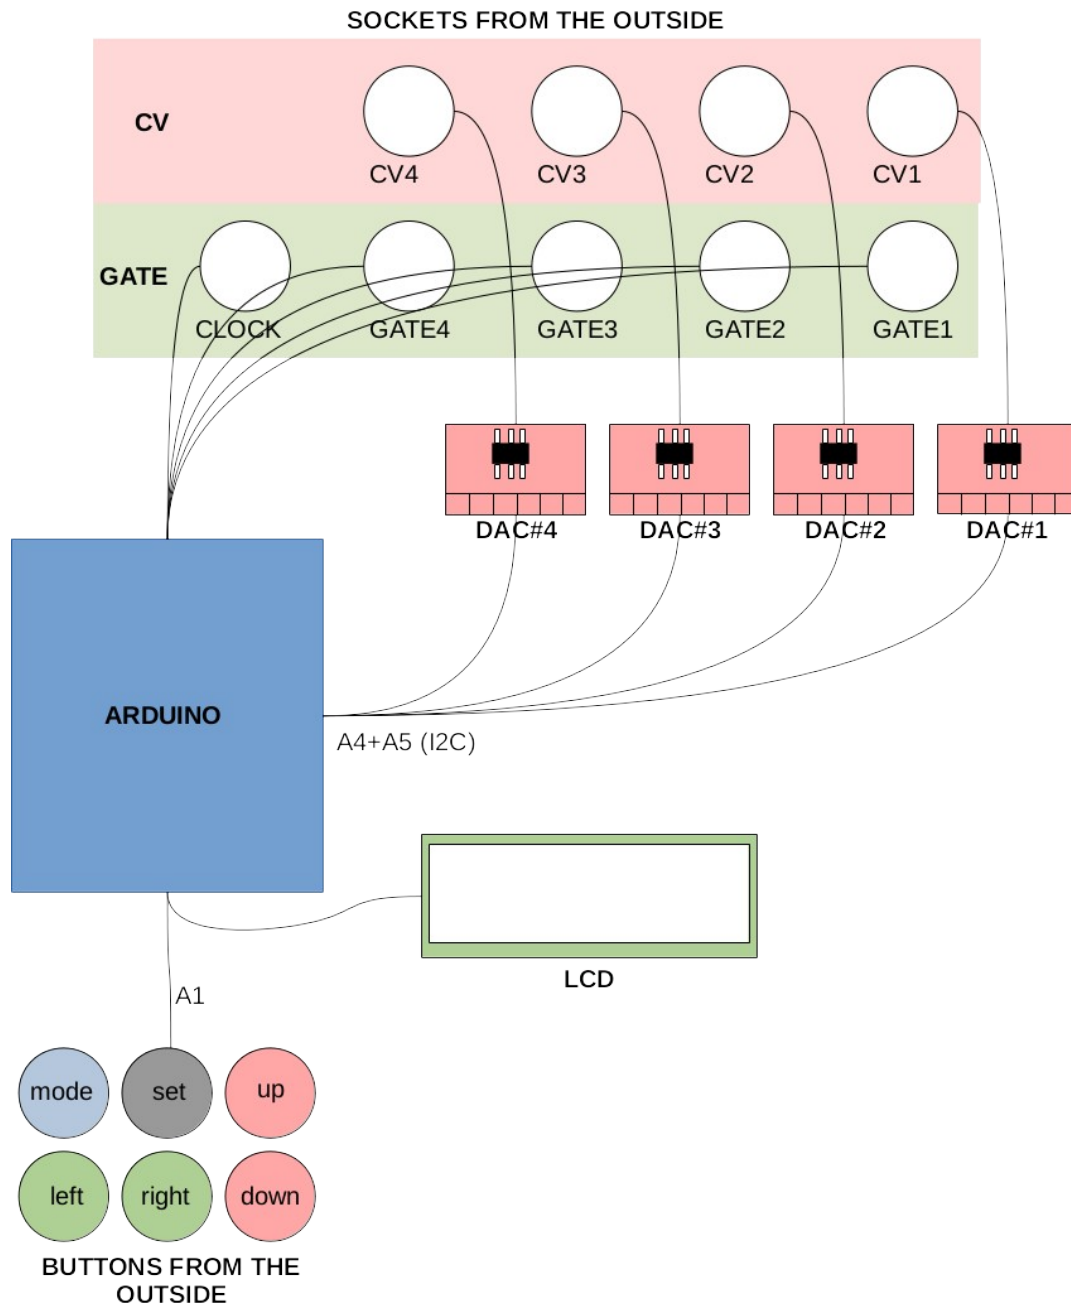 SOCKETS FROM THE OUTSIDE
CV
CV4
CV3
CV2
CV1
GATE
CLOCK
GATE4
GATE3
GATE2
GATE1
DAC#4
DAC#3
DAC#2
DAC#1
ARDUINO
A4+A5 (I2C)
LCD
A1
mode
set
up
left
right
down
BUTTONS FROM THE
OUTSIDE